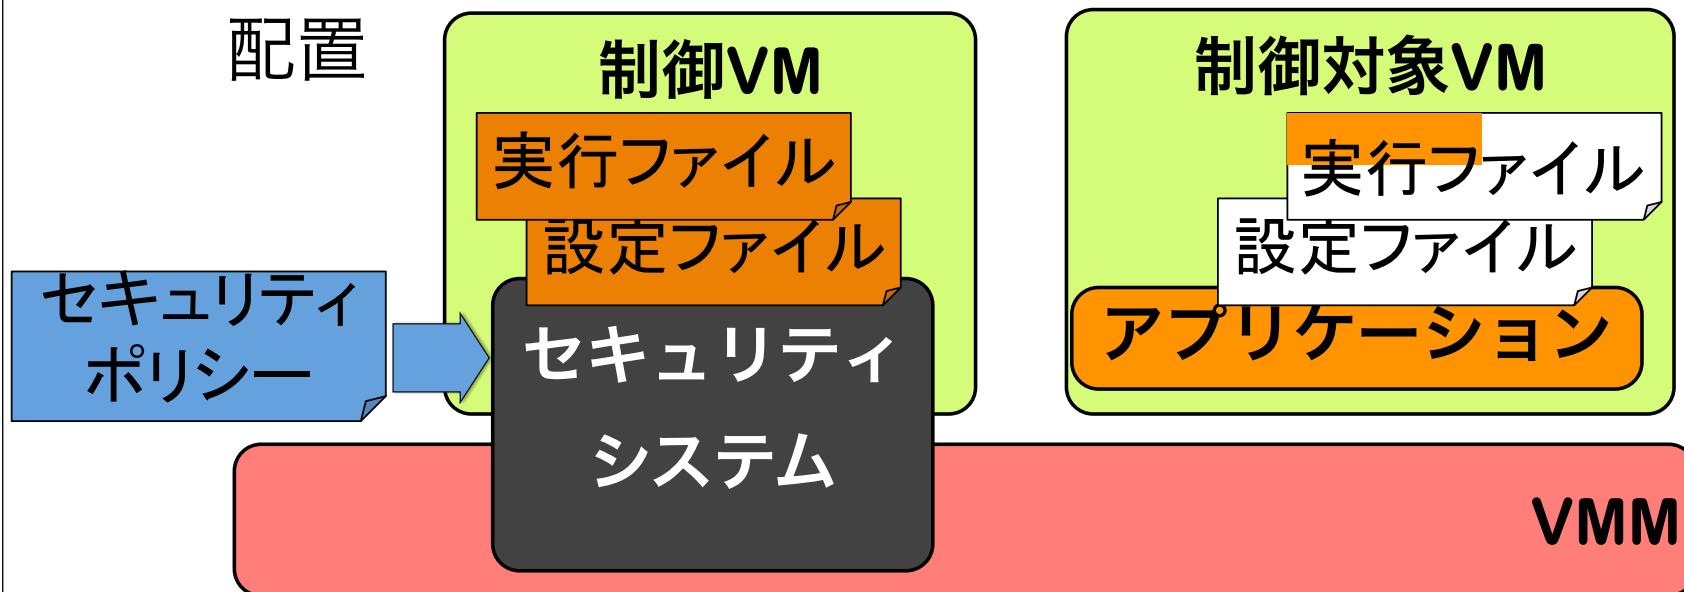 配置
制御VM
実行ファイル
設定ファイル
セキュリティ
ポリシー
セキュリティ
システム
制御対象VM
実行ファイル
設定ファイル
アプリケーション
VMM